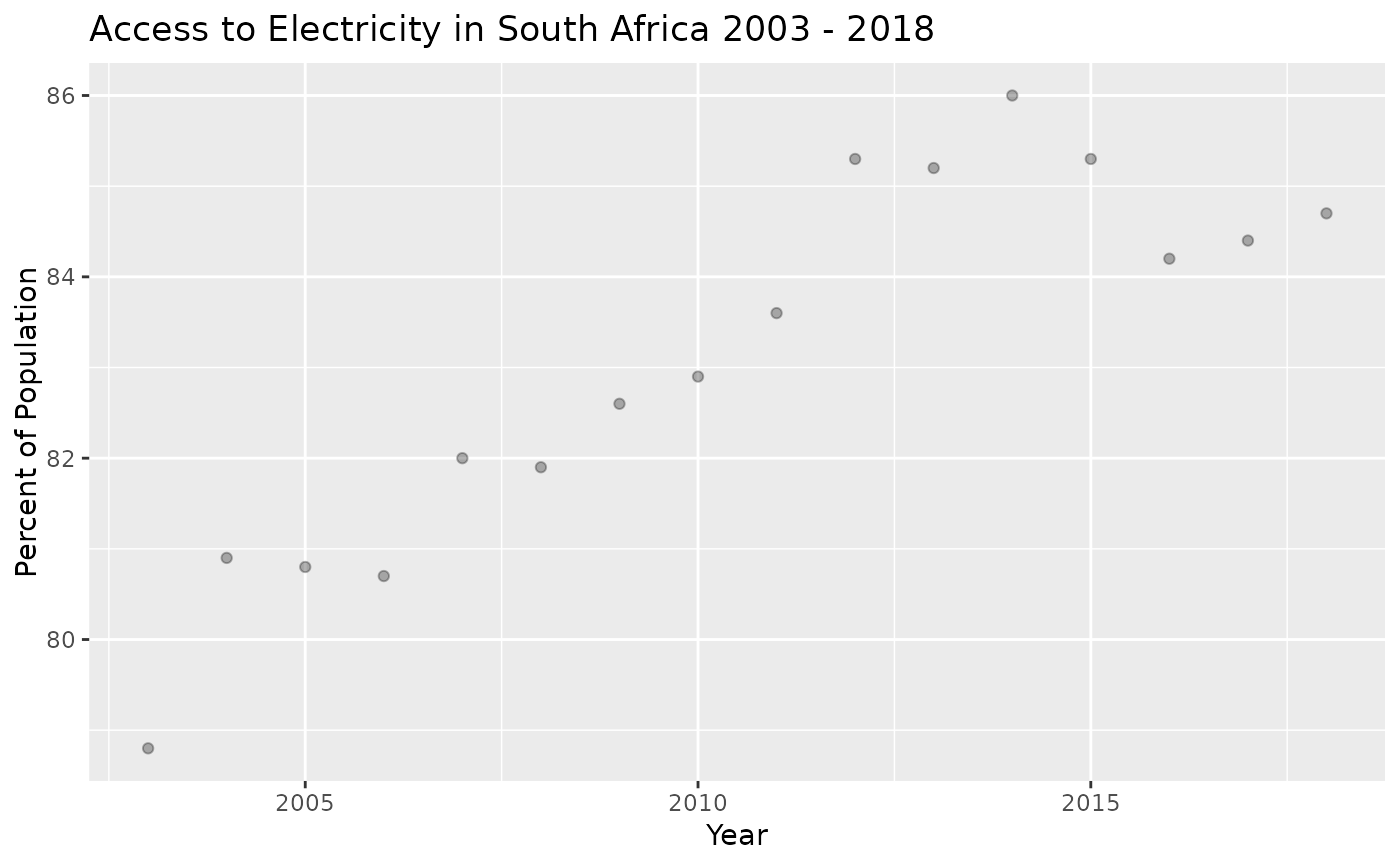 Access to Electricity in South Africa 2003 - 2018
86
84
82
80
Percent of Population
2005 2010 2015
Year